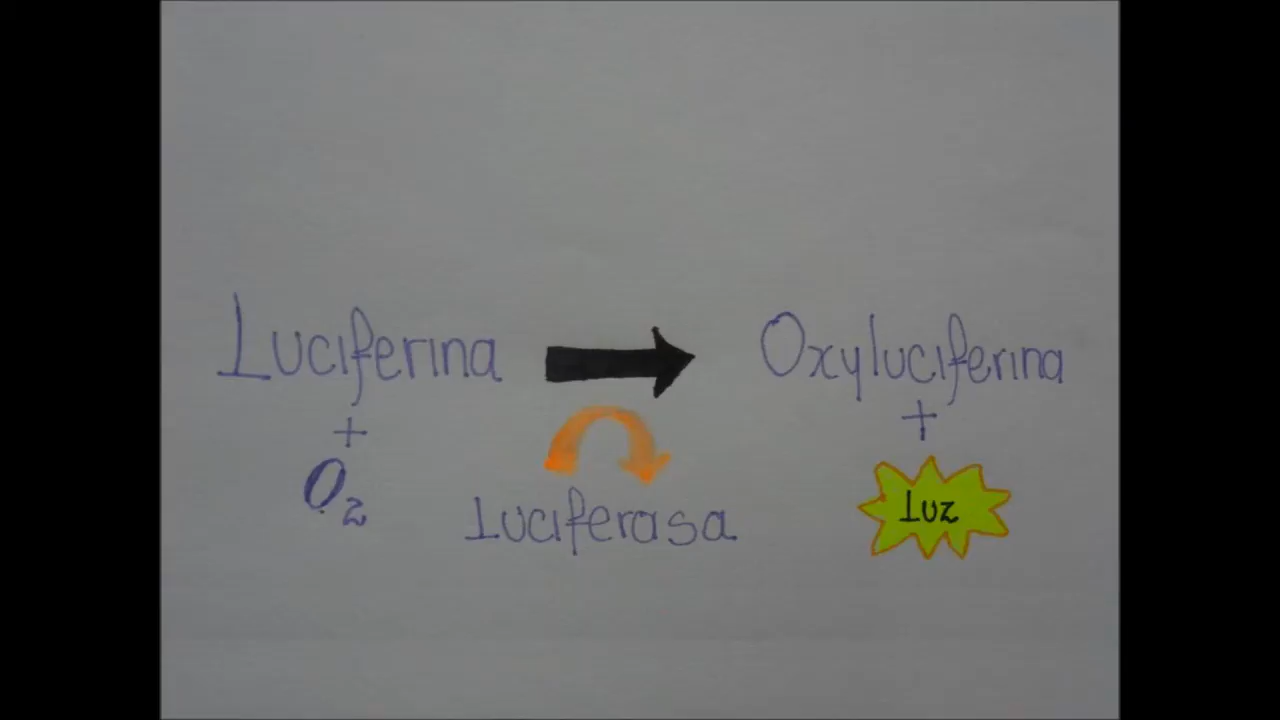 Luciferina
+
O2
Luciferasa
Oxyluciferina
+
Luz